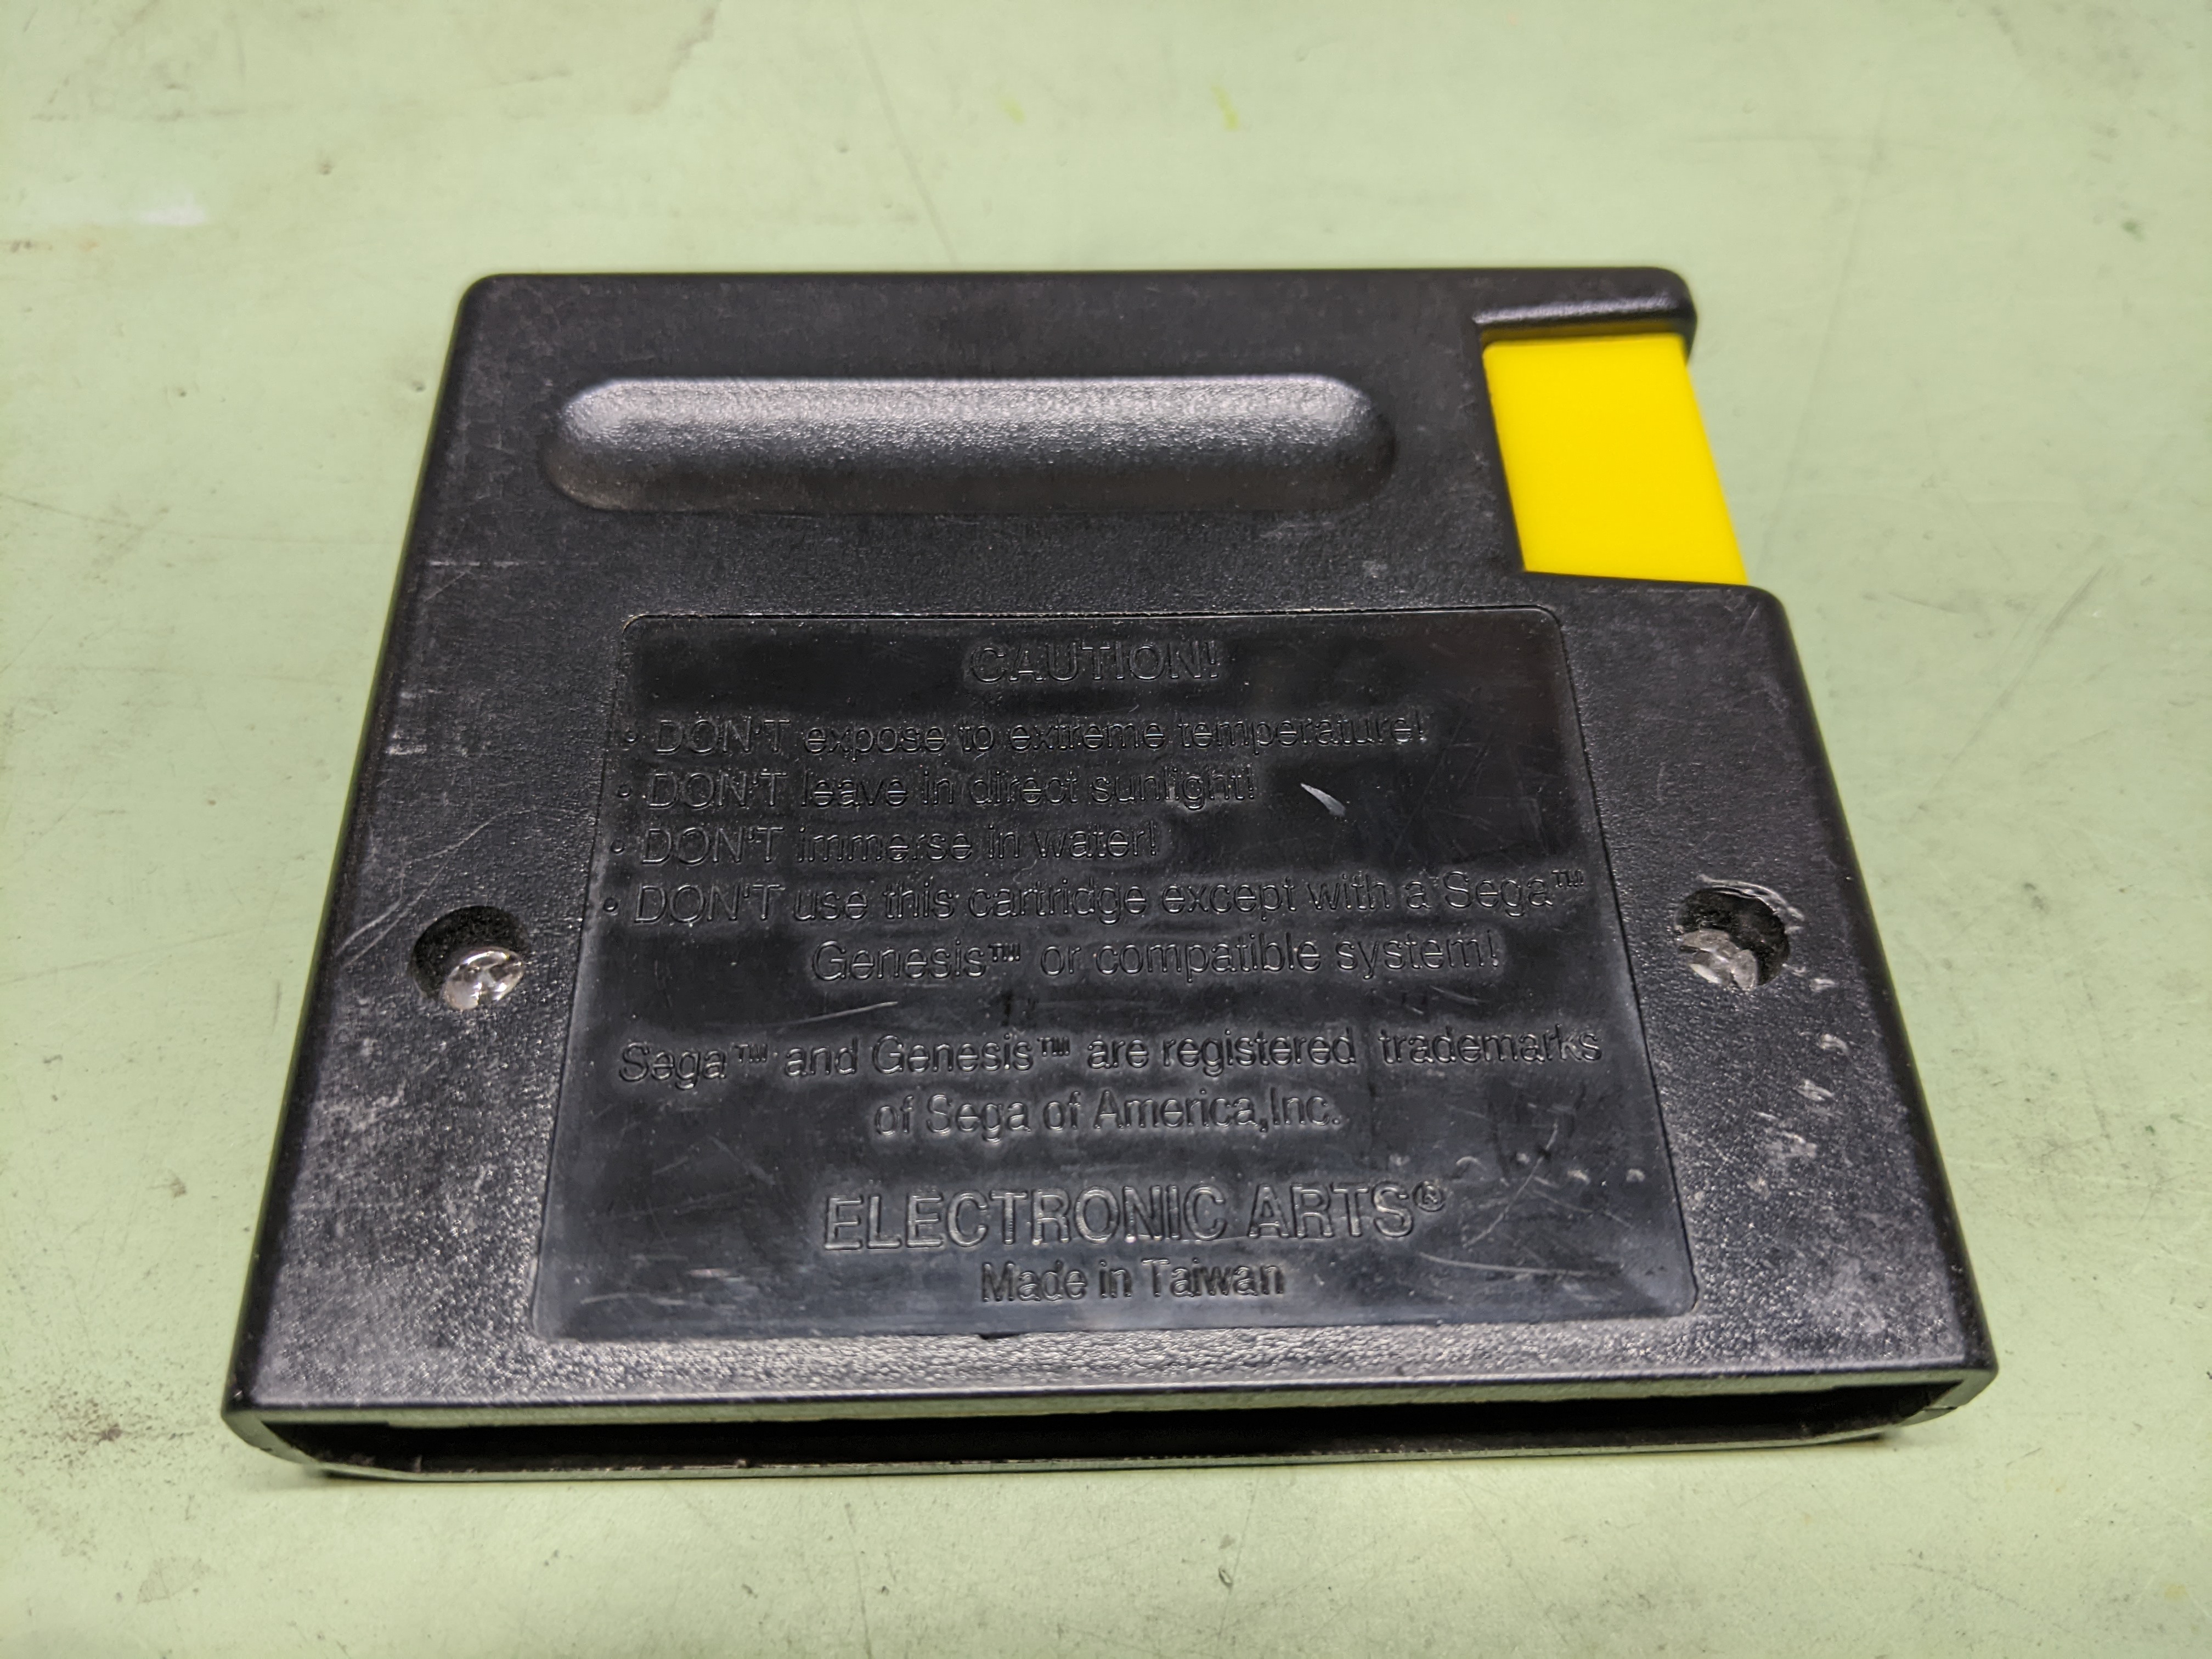 CAUTION!
• DON'T expose to extreme temperature!
• DON'T leave in direct sunlight!
• DON'T immerse in water!
• DON'T use this cartridge except with a Sega™
Genesis™ or compatible system!
Sega™ and Genesis™ are registered trademarks
of Sega of America,Inc.
ELECTRONIC ARTS®
Made in Taiwan